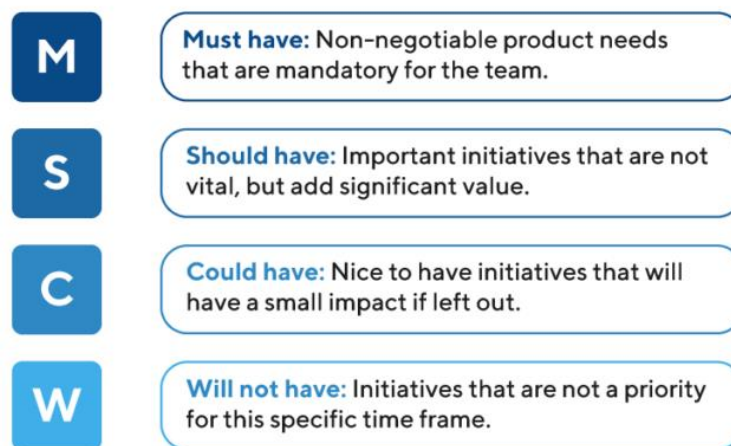 M
Must have: Non-negotiable product needs
that are mandatory for the team.
S
Should have: Important initiatives that are not
vital, but add significant value.
C
Could have: Nice to have initiatives that will
have a small impact if left out.
W
Will not have: Initiatives that are not a priority
for this specific time frame.